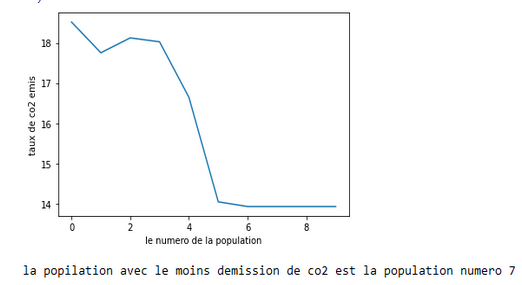 18
17
16
15
14
taux de co2 emis
0 2 4 6 8
le numero de la population
la popilation avec le moins demission de co2 est la population numero 7